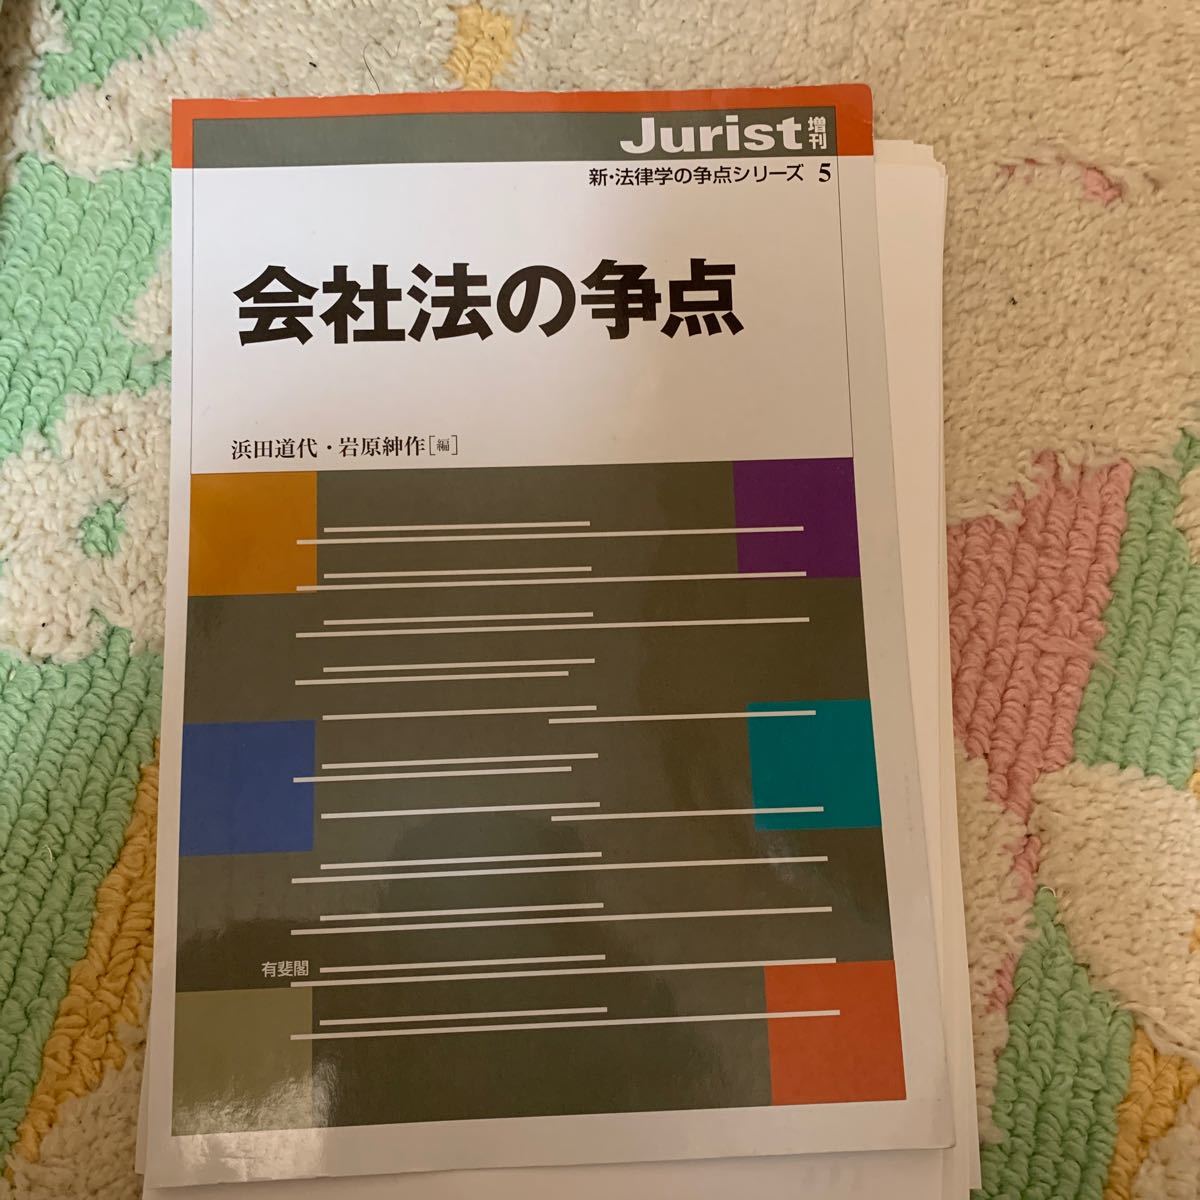 Jurist 増刊
新・法律学の争点シリーズ 5
会社法の争点
浜田道代・岩原紳作[編]
有斐閣